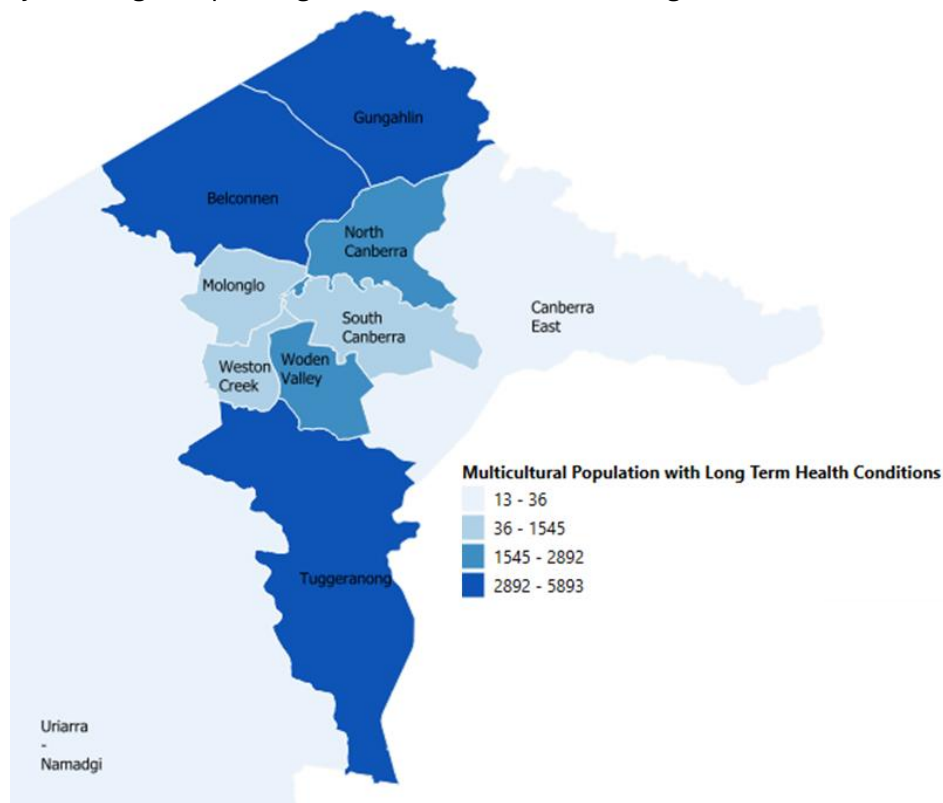 Gungahlin
Belconnen
North
Canberra
Molonglo
Canberra
East
South
Canberra
Weston
Creek
Woden
Valley
Multicultural Population with Long Term Health Conditions
13 - 36
36 - 1545
1545 - 2892
2892 - 5893
Tuggeranong
Uriarra
-
Namadgi